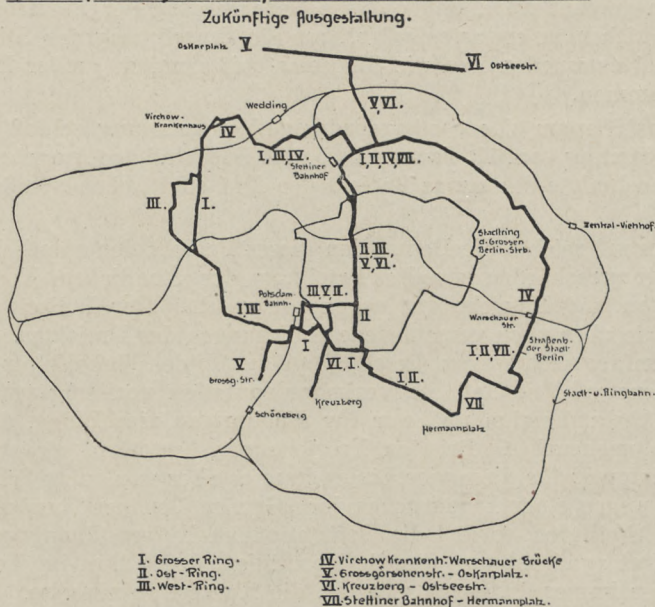 Zukünftige Ausgestaltung.
Oskarplatz V
VI Ostseestr.
V, VI.
Wedding
Virchow-
Krankenhaus
IV
I, III, IV.
Stettiner
Bahnhof
I, II, IV, VII.
III.
I.
Zentral-Viehhof
Stadtring
d. Grossen
Berlin-Strb.
II, III,
V, VI.
Potsdam.
Bahnh.
III, V, II.
I, III
II
IV
Warschauer
Str.
Straßenb.
der Stadt
Berlin
I, II, VII.
I
VI, I.
V
Grossg.-Str.
I, II.
Kreuzberg
VII
Stadt-u. Ringbahn.
Schöneberg
Hermannplatz
I. Grosser Ring.
II. Ost-Ring.
III. West-Ring.
IV. Virchow Krankenh.-Warschauer Brücke
V. Grossgörschenstr. - Oskarplatz.
VI. Kreuzberg - Ostseestr.
VII. Stettiner Bahnhof - Hermannplatz.